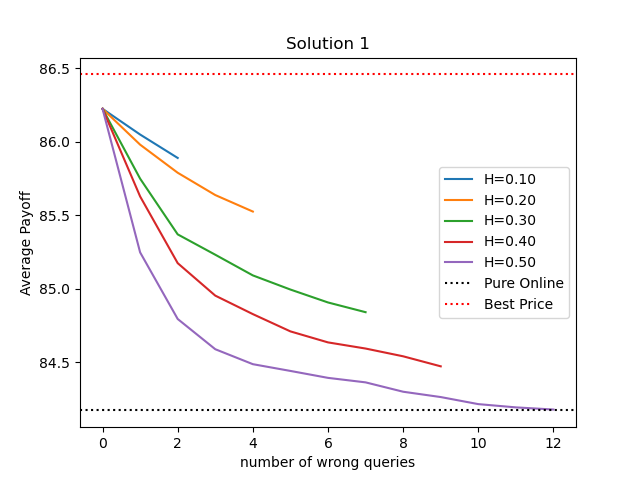 Solution 1
86.5
86.0
85.5
85.0
84.5
Average Payoff
H=0.10
H=0.20
H=0.30
H=0.40
H=0.50
Pure Online
Best Price
0 2 4 6 8 10 12
number of wrong queries